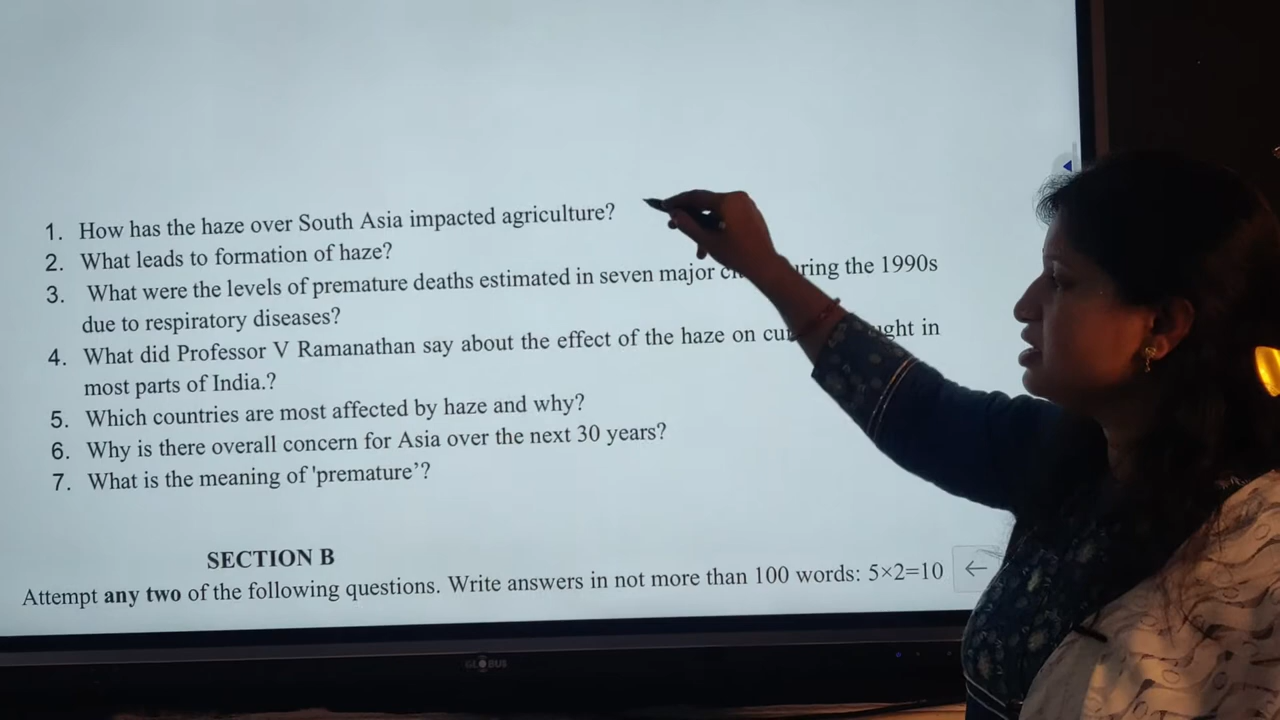 1. How has the haze over South Asia impacted agriculture?
2. What leads to formation of haze?
3. What were the levels of premature deaths estimated in seven major the 1990s
due to respiratory diseases?
4. What did Professor V Ramanathan say about the effect of the haze on in
most parts of India.?
5. Which countries are most affected by haze and why?
6. Why is there overall concern for Asia over the next 30 years?
7. What is the meaning of 'premature’?
SECTION B
Attempt any two of the following questions. Write answers in not more than 100 words: 5×2=10
GLOBUS